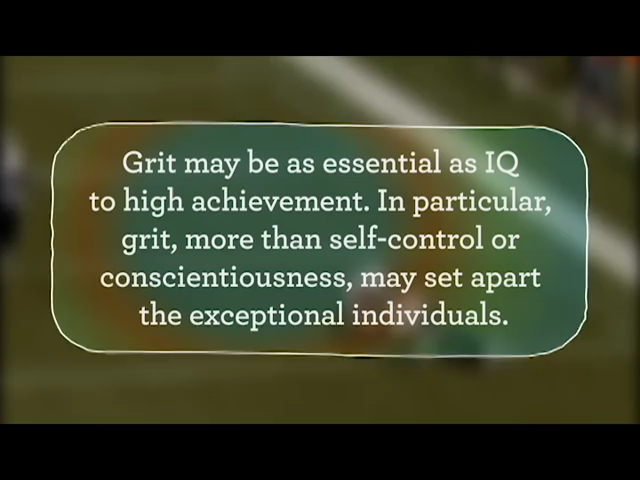 Grit may be as essential as IQ
to high achievement. In particular,
grit, more than self-control or
conscientiousness, may set apart
the exceptional individuals.